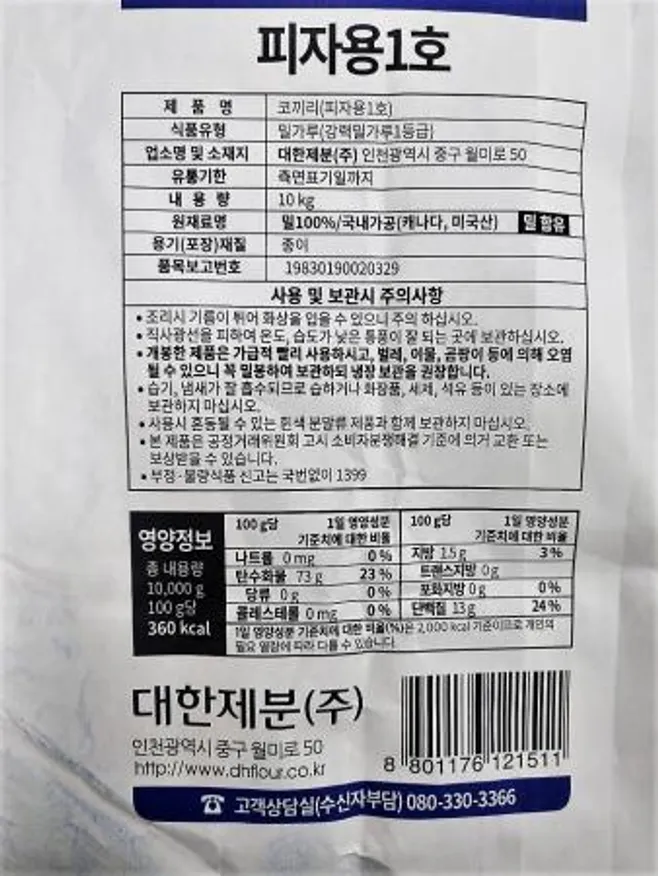 피자용1호
제 품 명 코끼리(피자용1호)
식품유형 밀가루(강력밀가루1등급)
업소명 및 소재지 대한제분(주) 인천광역시 중구 월미로 50
유통기한 측면표기일까지
내 용 량 10 kg
원재료명 밀100%/국내가공(캐나다, 미국산) 밀 함유
용기(포장)재질 종이
품목보고번호 19830190020329
사용 및 보관시 주의사항
• 조리시 기름이 튀어 화상을 입을 수 있으니 주의 하십시오.
• 직사광선을 피하여 온도, 습도가 낮은 통풍이 잘 되는 곳에 보관하십시오.
• 개봉한 제품은 가급적 빨리 사용하시고, 벌레, 이물, 곰팡이 등에 의해 오염
될 수 있으니 꼭 밀봉하여 보관하되 냉장 보관을 권장합니다.
• 습기, 냄새가 잘 흡수되므로 습하거나 화장품, 세제, 석유 등이 있는 장소에
보관하지 마십시오.
• 사용시 혼동될 수 있는 흰색 분말류 제품과 함께 보관하지 마십시오.
• 본 제품은 공정거래위원회 고시 소비자분쟁해결 기준에 의거 교환 또는
보상받을 수 있습니다.
• 부정·불량식품 신고는 국번없이 1399
영양정보
총 내용량
10,000 g
100 g당
360 kcal
100 g당 1일 영양성분
기준치에 대한 비율
나트륨 0 mg 0 %
탄수화물 73 g 23 %
당류 0 g 0 %
콜레스테롤 0 mg 0 %
100 g당 1일 영양성분
기준치에 대한 비율
지방 1.5 g 3 %
트랜스지방 0 g
포화지방 0 g 0 %
단백질 13 g 24 %
1일 영양성분 기준치에 대한 비율(%)은 2,000 kcal 기준이므로 개인의
필요 열량에 따라 다를 수 있습니다.
대한제분(주)
인천광역시 중구 월미로 50
http://www.dhflour.co.kr
8 801176 121511
☎ 고객상담실(수신자부담) 080-330-3366